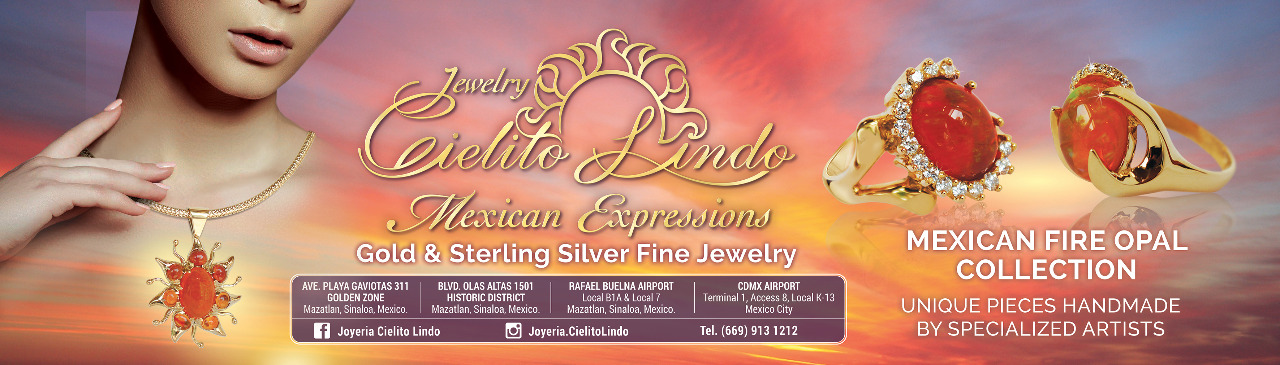 Jewelry
Cielito Lindo
Mexican Expressions
Gold & Sterling Silver Fine Jewelry
AVE. PLAYA GAVIOTAS 311
GOLDEN ZONE
Mazatlan, Sinaloa, Mexico.
BLVD. OLAS ALTAS 1501
HISTORIC DISTRICT
Mazatlan, Sinaloa, Mexico.
RAFAEL BUELNA AIRPORT
Local B1A & Local 7
Mazatlan, Sinaloa, Mexico.
CDMX AIRPORT
Terminal 1, Access 8, Local K-13
Mexico City
Joyeria Cielito Lindo
Joyeria.CielitoLindo
Tel. (669) 913 1212
MEXICAN FIRE OPAL
COLLECTION
UNIQUE PIECES HANDMADE
BY SPECIALIZED ARTISTS